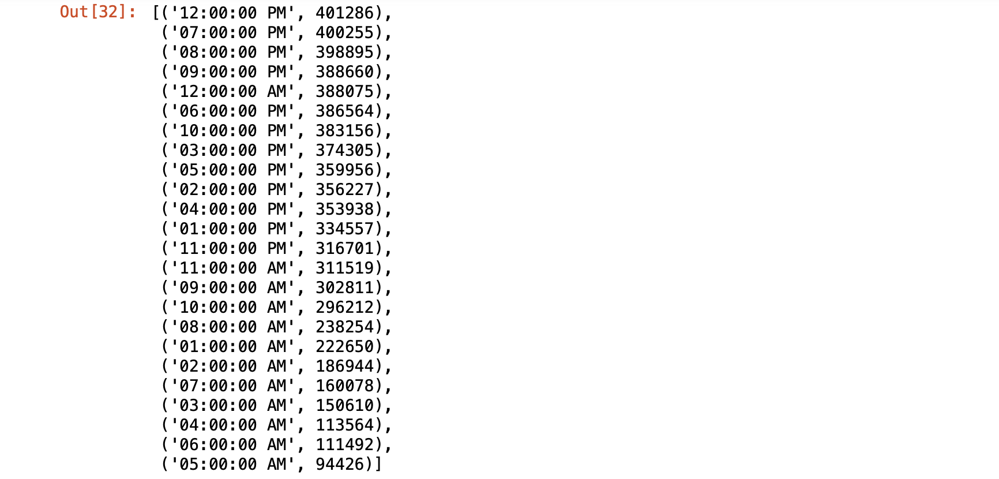 Out[32]: [('12:00:00 PM', 401286),
('07:00:00 PM', 400255),
('08:00:00 PM', 398895),
('09:00:00 PM', 388660),
('12:00:00 AM', 388075),
('06:00:00 PM', 386564),
('10:00:00 PM', 383156),
('03:00:00 PM', 374305),
('05:00:00 PM', 359956),
('02:00:00 PM', 356227),
('04:00:00 PM', 353938),
('01:00:00 PM', 334557),
('11:00:00 PM', 316701),
('11:00:00 AM', 311519),
('09:00:00 AM', 302811),
('10:00:00 AM', 296212),
('08:00:00 AM', 238254),
('01:00:00 AM', 222650),
('02:00:00 AM', 186944),
('07:00:00 AM', 160078),
('03:00:00 AM', 150610),
('04:00:00 AM', 113564),
('06:00:00 AM', 111492),
('05:00:00 AM', 94426)]